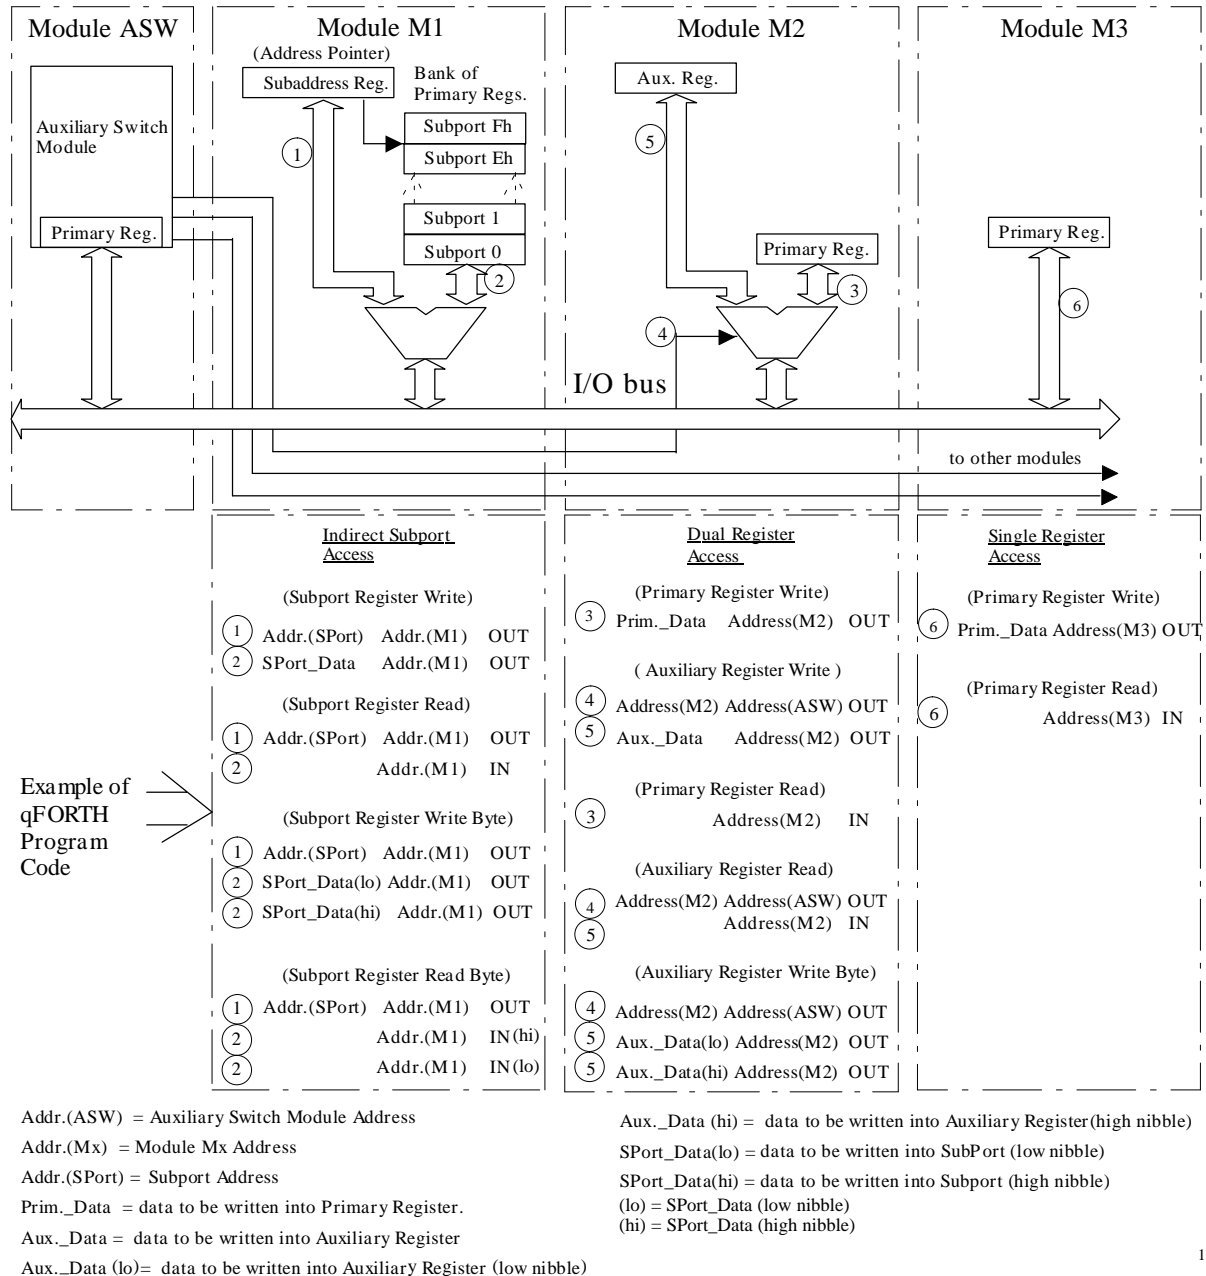 Module ASW
Module M1
Module M2
Module M3
Auxiliary Switch
Module
Primary Reg.
(Address Pointer)
Subaddress Reg.
Bank of
Primary Regs.
Subport Fh
Subport Eh
Subport 1
Subport 0
1
2
Aux. Reg.
5
Primary Reg.
3
4
Primary Reg.
6
I/O bus
to other modules
Indirect Subport
Access
(Subport Register Write)
1 Addr.(SPort) Addr.(M1) OUT
2 SPort_Data Addr.(M1) OUT
(Subport Register Read)
1 Addr.(SPort) Addr.(M1) OUT
2 Addr.(M1) IN
(Subport Register Write Byte)
1 Addr.(SPort) Addr.(M1) OUT
2 SPort_Data(lo) Addr.(M1) OUT
2 SPort_Data(hi) Addr.(M1) OUT
(Subport Register Read Byte)
1 Addr.(SPort) Addr.(M1) OUT
2 Addr.(M1) IN(hi)
2 Addr.(M1) IN(lo)
Dual Register
Access
(Primary Register Write)
3 Prim._Data Address(M2) OUT
( Auxiliary Register Write )
4 Address(M2) Address(ASW) OUT
5 Aux._Data Address(M2) OUT
(Primary Register Read)
3 Address(M2) IN
(Auxiliary Register Read)
4 Address(M2) Address(ASW) OUT
5 Address(M2) IN
(Auxiliary Register Write Byte)
4 Address(M2) Address(ASW) OUT
5 Aux._Data(lo) Address(M2) OUT
5 Aux._Data(hi) Address(M2) OUT
Single Register
Access
(Primary Register Write)
6 Prim._Data Address(M3) OUT
(Primary Register Read)
6 Address(M3) IN
Example of
qFORTH
Program
Code
Addr.(ASW) = Auxiliary Switch Module Address
Addr.(Mx) = Module Mx Address
Addr.(SPort) = Subport Address
Prim._Data = data to be written into Primary Register.
Aux._Data = data to be written into Auxiliary Register
Aux._Data (lo)= data to be written into Auxiliary Register (low nibble)
Aux._Data (hi) = data to be written into Auxiliary Register(high nibble)
SPort_Data(lo) = data to be written into SubPort (low nibble)
SPort_Data(hi) = data to be written into Subport (high nibble)
(lo) = SPort_Data (low nibble)
(hi) = SPort_Data (high nibble)
1